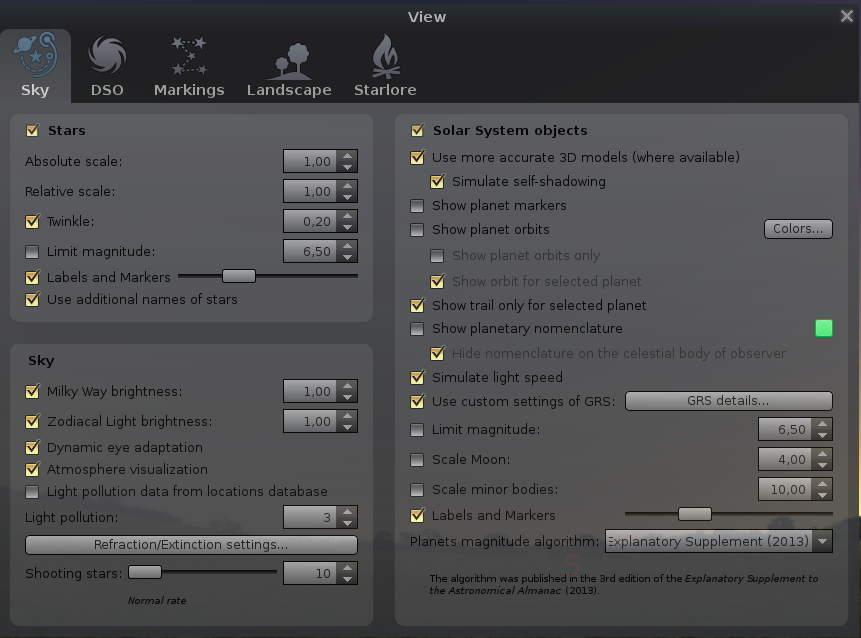 View
Sky
DSO
Markings
Landscape
Starlore
Stars
Absolute scale: 1,00
Relative scale: 1,00
Twinkle: 0,20
Limit magnitude: 6,50
Labels and Markers
Use additional names of stars
Sky
Milky Way brightness: 1,00
Zodiacal Light brightness: 1,00
Dynamic eye adaptation
Atmosphere visualization
Light pollution data from locations database
Light pollution: 3
Refraction/Extinction settings...
Shooting stars: 10
Normal rate
Solar System objects
Use more accurate 3D models (where available)
Simulate self-shadowing
Show planet markers
Show planet orbits Colors...
Show planet orbits only
Show orbit for selected planet
Show trail only for selected planet
Show planetary nomenclature
Hide nomenclature on the celestial body of observer
Simulate light speed
Use custom settings of GRS: GRS details...
Limit magnitude: 6,50
Scale Moon: 4,00
Scale minor bodies: 10,00
Labels and Markers
Planets magnitude algorithm: Explanatory Supplement (2013)
S
The algorithm was published in the 3rd edition of the Explanatory Supplement to
the Astronomical Almanac (2013).